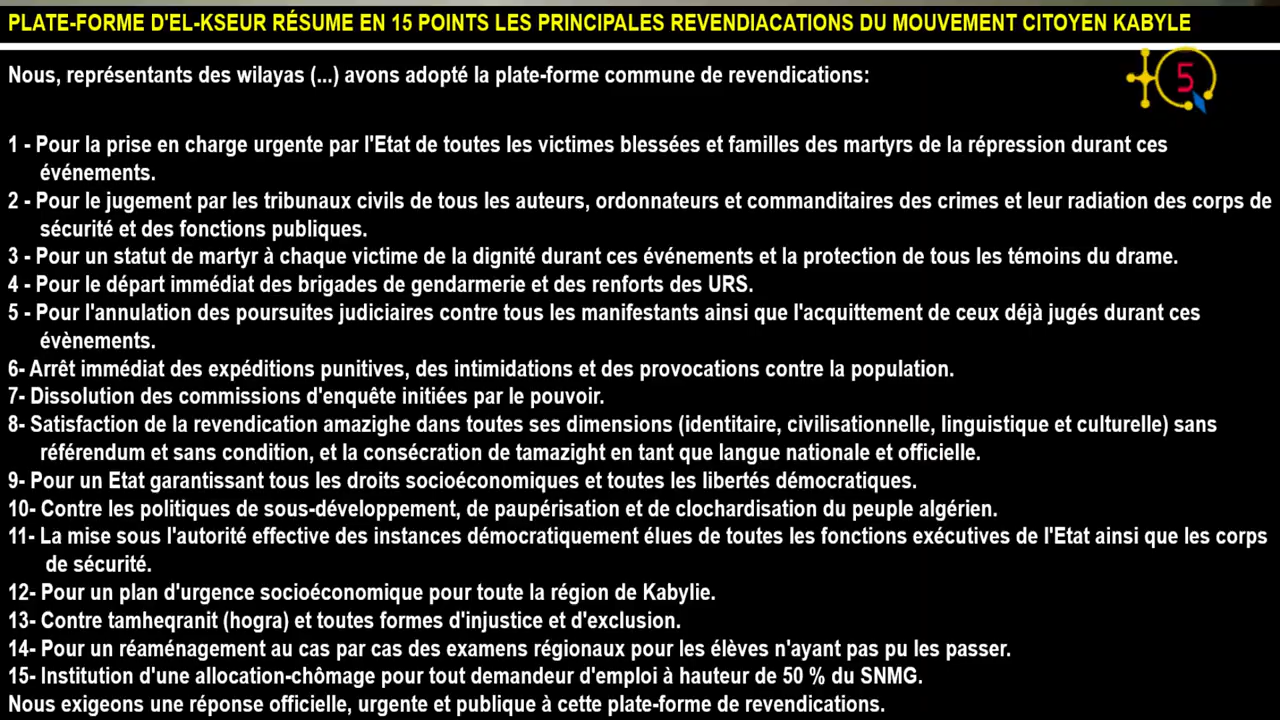 PLATE-FORME D'EL-KSEUR RÉSUME EN 15 POINTS LES PRINCIPALES REVENDIACATIONS DU MOUVEMENT CITOYEN KABYLE
Nous, représentants des wilayas (...) avons adopté la plate-forme commune de revendications:
5
1 - Pour la prise en charge urgente par l'Etat de toutes les victimes blessées et familles des martyrs de la répression durant ces
événements.
2 - Pour le jugement par les tribunaux civils de tous les auteurs, ordonnateurs et commanditaires des crimes et leur radiation des corps de
sécurité et des fonctions publiques.
3 - Pour un statut de martyr à chaque victime de la dignité durant ces événements et la protection de tous les témoins du drame.
4 - Pour le départ immédiat des brigades de gendarmerie et des renforts des URS.
5 - Pour l'annulation des poursuites judiciaires contre tous les manifestants ainsi que l'acquittement de ceux déjà jugés durant ces
évènements.
6- Arrêt immédiat des expéditions punitives, des intimidations et des provocations contre la population.
7- Dissolution des commissions d'enquête initiées par le pouvoir.
8- Satisfaction de la revendication amazighe dans toutes ses dimensions (identitaire, civilisationnelle, linguistique et culturelle) sans
référendum et sans condition, et la consécration de tamazight en tant que langue nationale et officielle.
9- Pour un Etat garantissant tous les droits socioéconomiques et toutes les libertés démocratiques.
10- Contre les politiques de sous-développement, de paupérisation et de clochardisation du peuple algérien.
11- La mise sous l'autorité effective des instances démocratiquement élues de toutes les fonctions exécutives de l'Etat ainsi que les corps
de sécurité.
12- Pour un plan d'urgence socioéconomique pour toute la région de Kabylie.
13- Contre tamheqranit (hogra) et toutes formes d'injustice et d'exclusion.
14- Pour un réaménagement au cas par cas des examens régionaux pour les élèves n'ayant pas pu les passer.
15- Institution d'une allocation-chômage pour tout demandeur d'emploi à hauteur de 50 % du SNMG.
Nous exigeons une réponse officielle, urgente et publique à cette plate-forme de revendications.